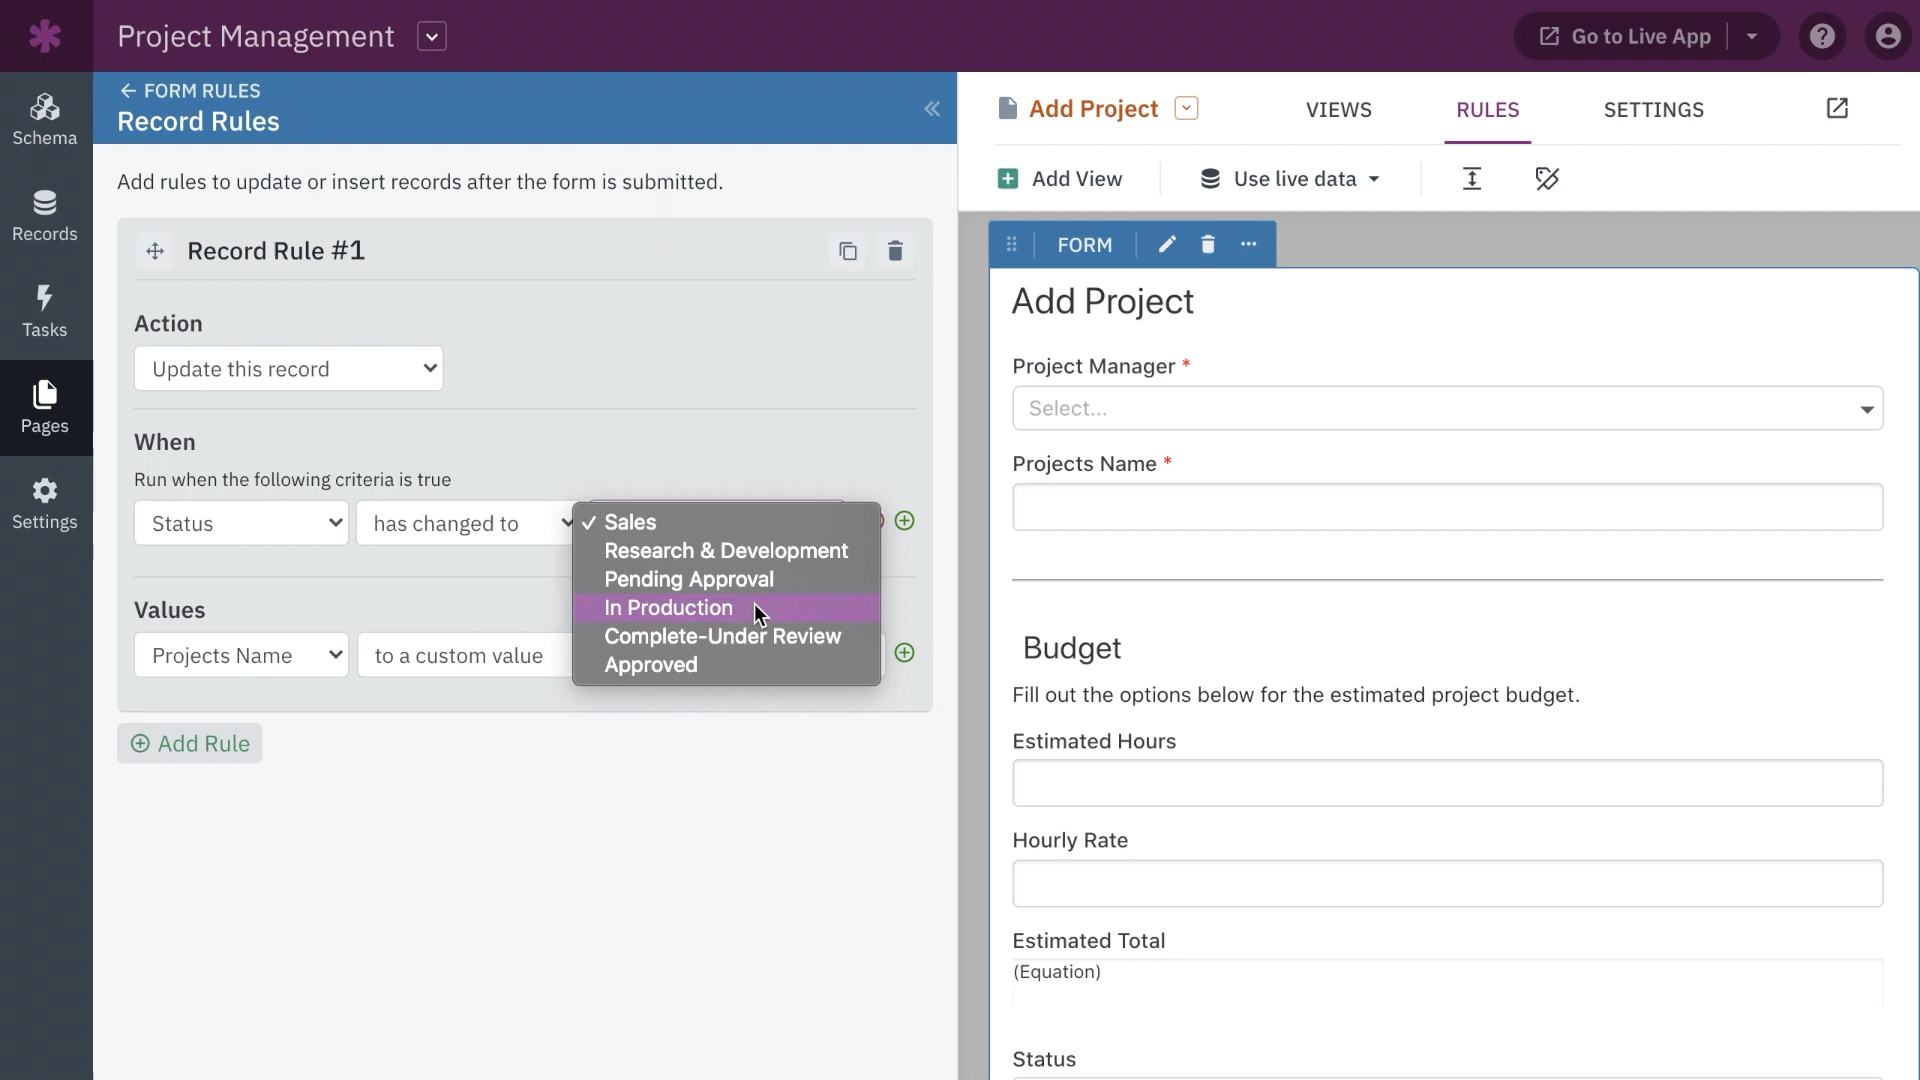 Project Management
Go to Live App
Schema
Records
Tasks
Pages
Settings
FORM RULES
Record Rules
Add rules to update or insert records after the form is submitted.
Record Rule #1
Action
Update this record
When
Run when the following criteria is true
Status
has changed to
Sales
Research & Development
Pending Approval
In Production
Complete-Under Review
Approved
Values
Projects Name
to a custom value
Add Rule
Add Project
VIEWS
RULES
SETTINGS
Add View
Use live data
FORM
Add Project
Project Manager *
Select...
Projects Name *
Budget
Fill out the options below for the estimated project budget.
Estimated Hours
Hourly Rate
Estimated Total
(Equation)
Status